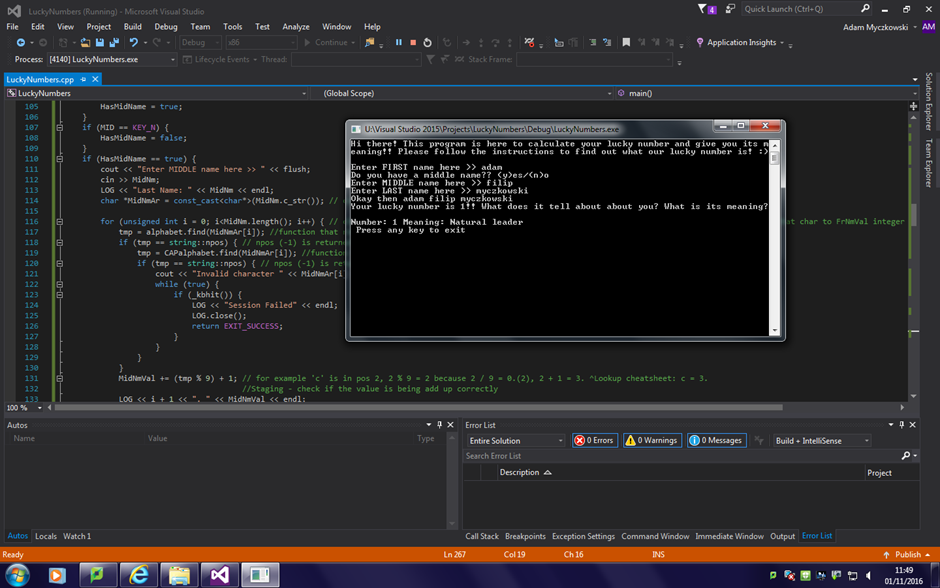 LuckyNumbers (Running) - Microsoft Visual Studio
4
Quick Launch (Ctrl+Q)
File Edit View Project Build Debug Team Tools Test Analyze Window Help
Adam Myczkowski AM
Debug x86 Continue Application Insights
Process: [4140] LuckyNumbers.exe Lifecycle Events Thread: Stack Frame:
LuckyNumbers.cpp
LuckyNumbers (Global Scope) main()
Solution Explorer
Team Explorer
105 HasMidName = true;
106 }
107 if (MID == KEY_N) {
108 HasMidName = false;
109 }
110 if (HasMidName == true) {
111 cout << "Enter MIDDLE name here >> " << flush;
112 cin >> MidNm;
113 LOG << "Last Name: " << MidNm << endl;
114 char *MidNmAr = const_cast<char*>(MidNm.c_str());
115
116 for (unsigned int i = 0; i<MidNm.length(); i++) { at char to FrNmVal integer
117 tmp = alphabet.find(MidNmAr[i]); //function that
118 if (tmp == string::npos) { // npos (-1) is return
119 tmp = CAPalphabet.find(MidNmAr[i]); //functio
120 if (tmp == string::npos) { // npos (-1) is re
121 cout << "Invalid character " << MidNmAr[i
122 while (true) {
123 if (_kbhit()) {
124 LOG << "Session Failed" << endl;
125 LOG.close();
126 return EXIT_SUCCESS;
127 }
128 }
129 }
130 }
131 MidNmVal += (tmp % 9) + 1; // for example 'c' is in pos 2, 2 % 9 = 2 because 2 / 9 = 0.(2), 2 + 1 = 3. ^Lookup cheatsheet: c = 3.
132 //Staging - check if the value is being add up correctly
133 LOG << i + 1 << ". " << MidNmVal << endl;
100 %
U:\Visual Studio 2015\Projects\LuckyNumbers\Debug\LuckyNumbers.exe
Hi there! This program is here to calculate your lucky number and give you its m
eaning!! Please follow the instructions to find out what our lucky number is! :)
Enter FIRST name here >> adam
Do you have a middle name?? (y)es/(n)o
Enter MIDDLE name here >> filip
Enter LAST name here >> myczkowski
Okay then adam filip myczkowski
Your lucky number is 1!! What does it tell about about you? What is its meaning?
Number: 1 Meaning: Natural leader
Press any key to exit
Autos
Name Value Type
Autos Locals Watch 1
Error List
Entire Solution 0 Errors 0 Warnings 0 Messages Build + IntelliSense
Search Error List
Description Project
Call Stack Breakpoints Exception Settings Command Window Immediate Window Output Error List
Ready Ln 267 Col 19 Ch 16 INS Publish
11:49
01/11/2016